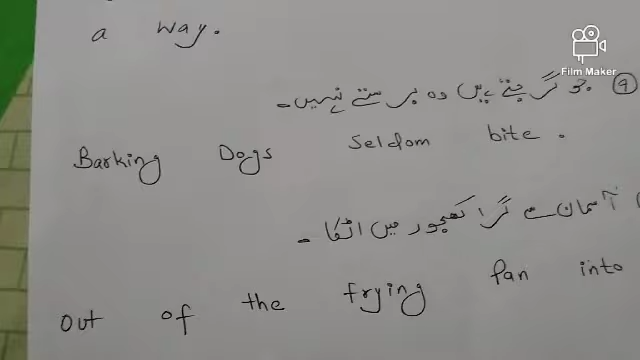 a way.
Film Maker
۹ جو گرجتے ہیں وہ برستے نہیں۔
Barking Dogs seldom bite.
آسمان سے گرا کھجور میں اٹکا۔
out of the frying pan into